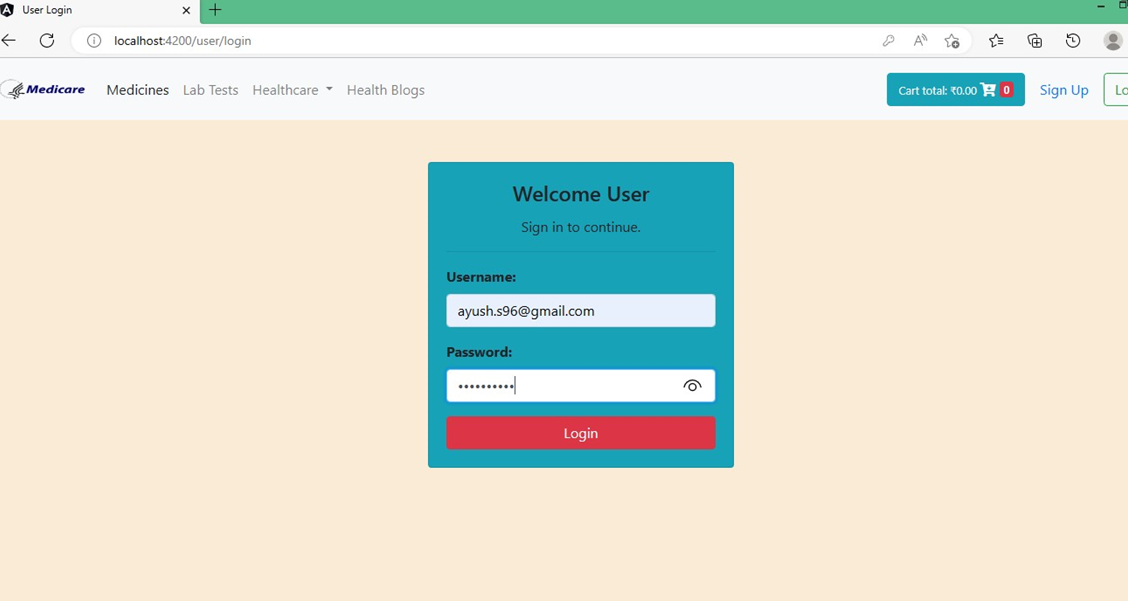 User Login
localhost:4200/user/login
Medicare Medicines Lab Tests Healthcare Health Blogs Cart total: ₹0.00 0 Sign Up Lo
Welcome User
Sign in to continue.
Username:
ayush.s96@gmail.com
Password:
••••••••••
Login